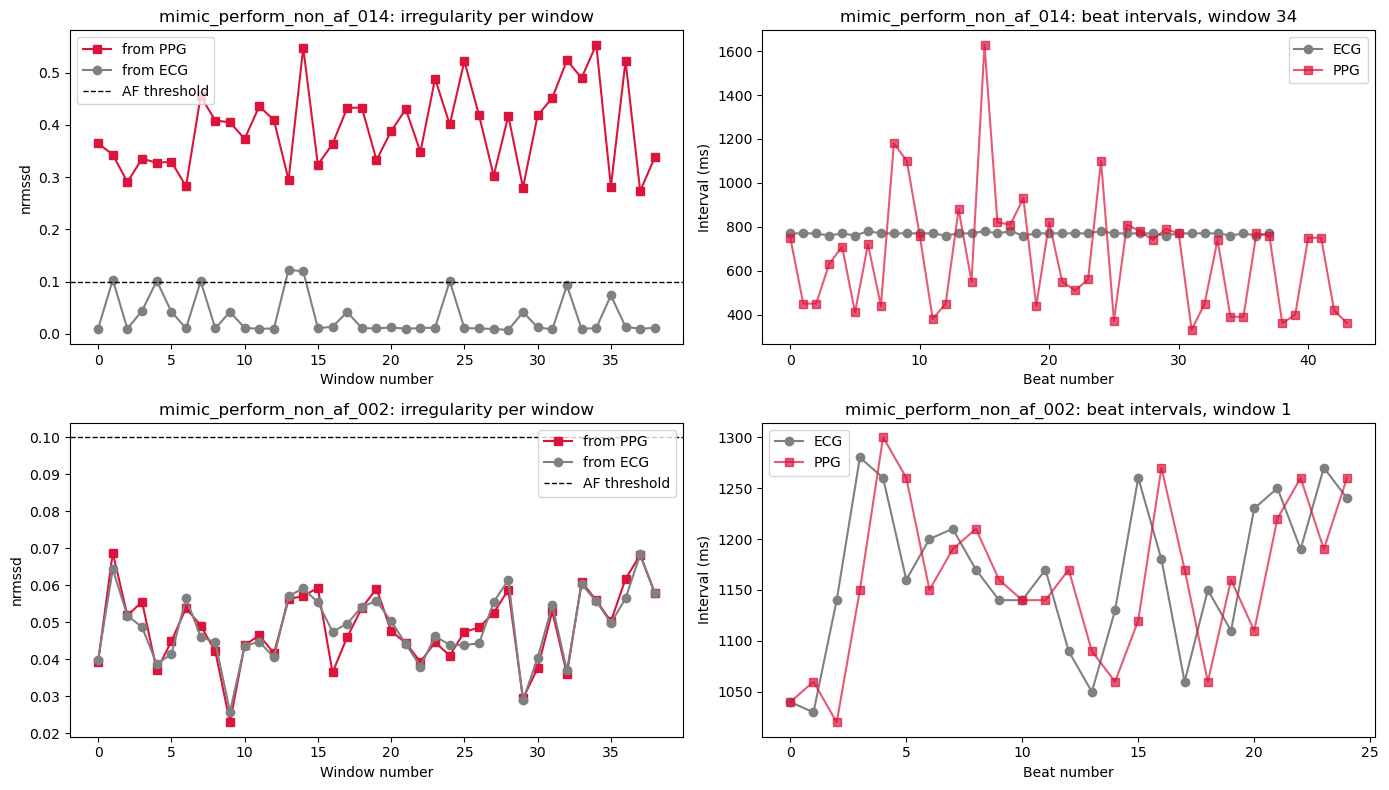 mimic_perform_non_af_014: irregularity per window
from PPG
from ECG
AF threshold
nrmssd
0.5
0.4
0.3
0.2
0.1
0.0
0 5 10 15 20 25 30 35
Window number
mimic_perform_non_af_014: beat intervals, window 34
ECG
PPG
Interval (ms)
1600
1400
1200
1000
800
600
400
0 10 20 30 40
Beat number
mimic_perform_non_af_002: irregularity per window
from PPG
from ECG
AF threshold
nrmssd
0.10
0.09
0.08
0.07
0.06
0.05
0.04
0.03
0.02
0 5 10 15 20 25 30 35
Window number
mimic_perform_non_af_002: beat intervals, window 1
ECG
PPG
Interval (ms)
1300
1250
1200
1150
1100
1050
0 5 10 15 20 25
Beat number